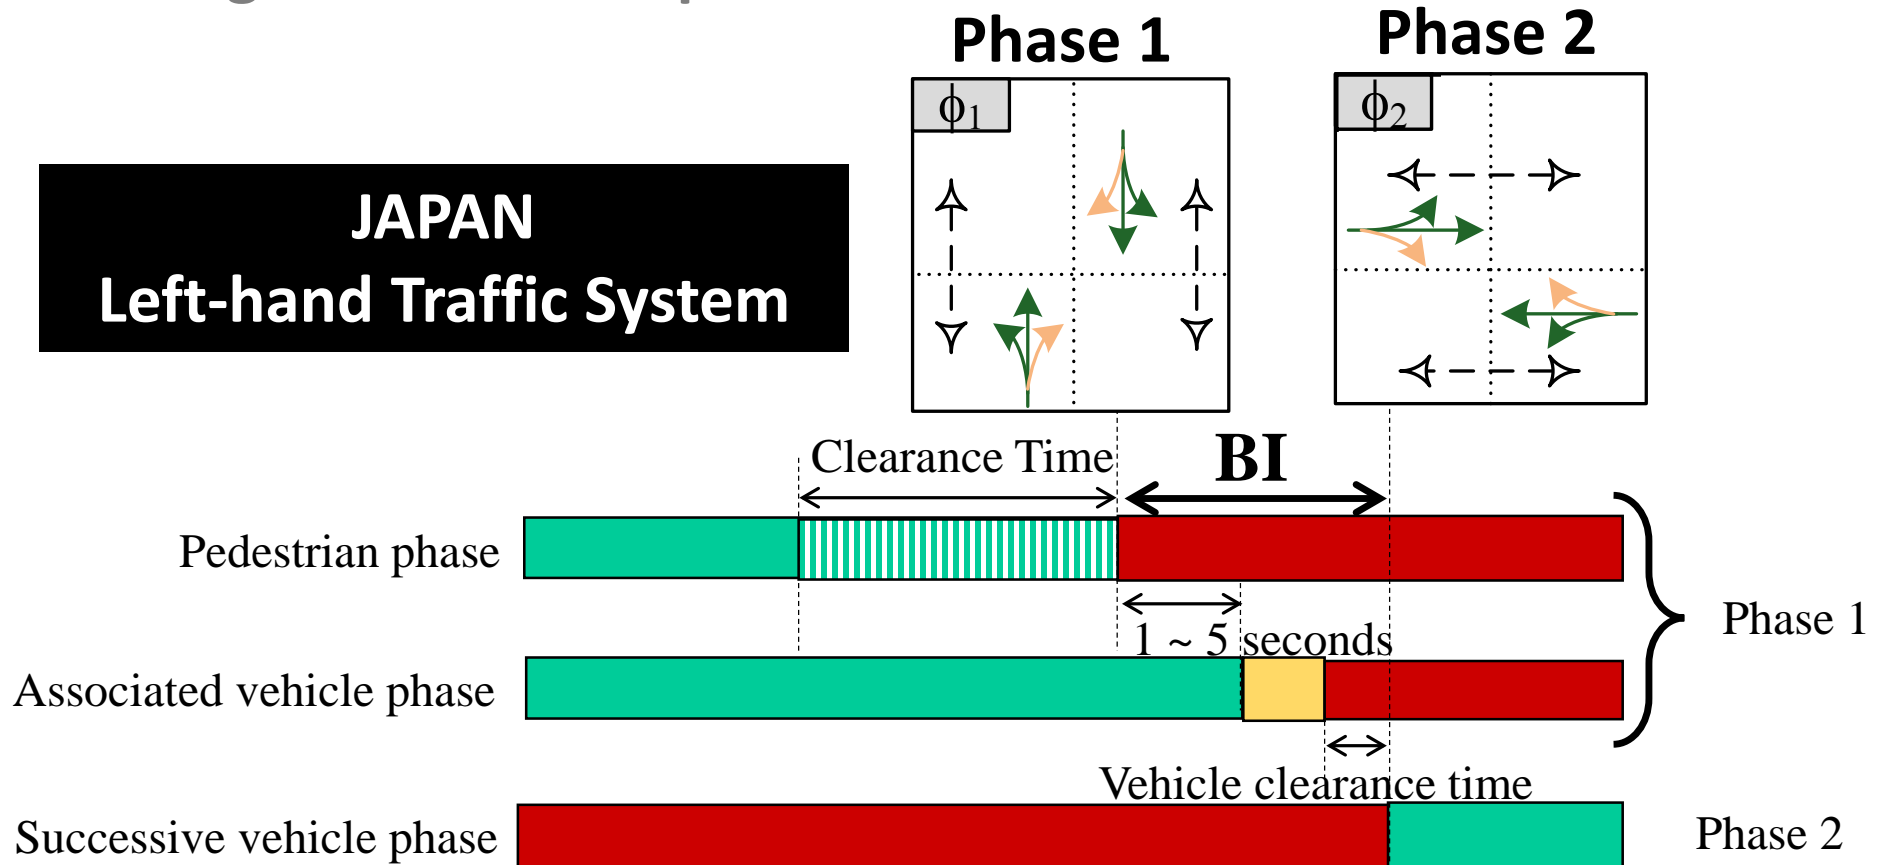 Phase 1
Phase 2
ϕ1
ϕ2
JAPAN
Left-hand Traffic System
Clearance Time
BI
Pedestrian phase
1 ~ 5 seconds
Phase 1
Associated vehicle phase
Vehicle clearance time
Successive vehicle phase
Phase 2